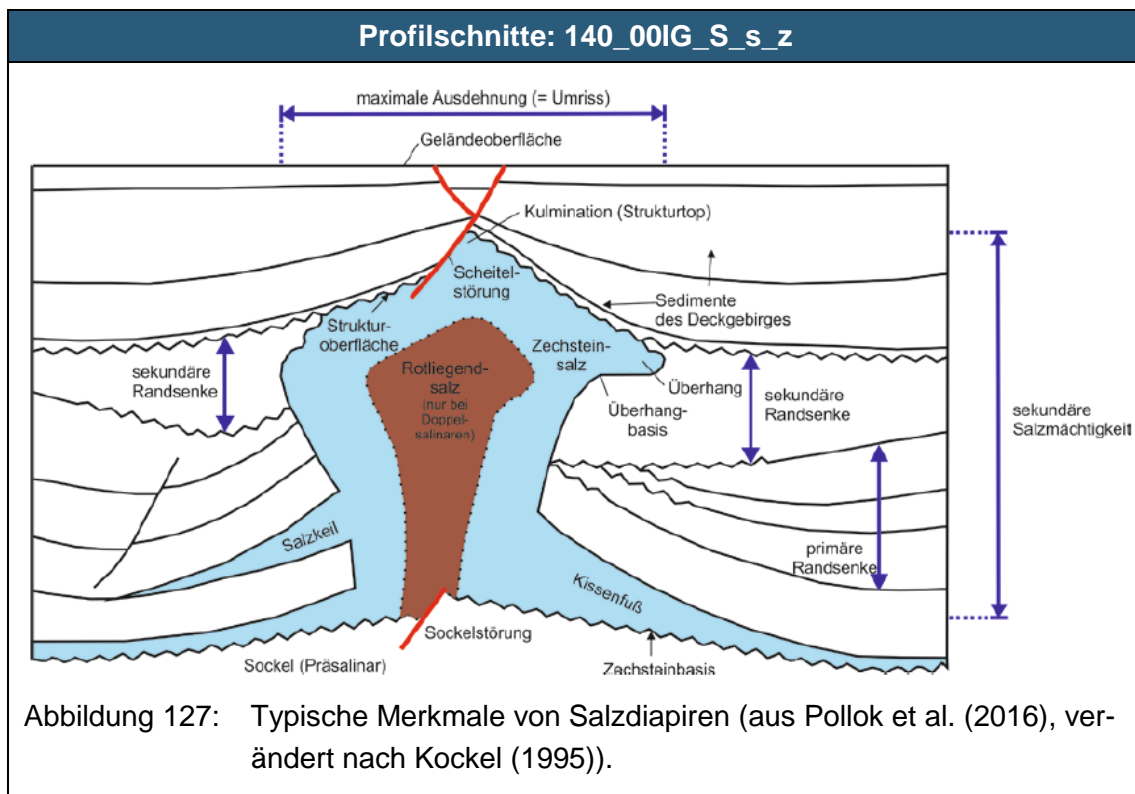 Profilschnitte: 140_00IG_S_s_z
maximale Ausdehnung (= Umriss)
Geländeoberfläche
Kulmination (Strukturtop)
Scheitel-
störung
Sedimente
des Deckgebirges
Struktur-
oberfläche
Zechstein-
salz
sekundäre
Randsenke
Rotliegend-
salz
(nur bei
Doppel-
salinaren)
Überhang
Überhang-
basis
sekundäre
Randsenke
sekundäre
Salzmächtigkeit
Salzkeil
primäre
Randsenke
Kissenfuß
Sockelstörung
Sockel (Präsalinar)
Zechsteinbasis
Abbildung 127: Typische Merkmale von Salzdiapiren (aus Pollok et al. (2016), ver-
ändert nach Kockel (1995)).